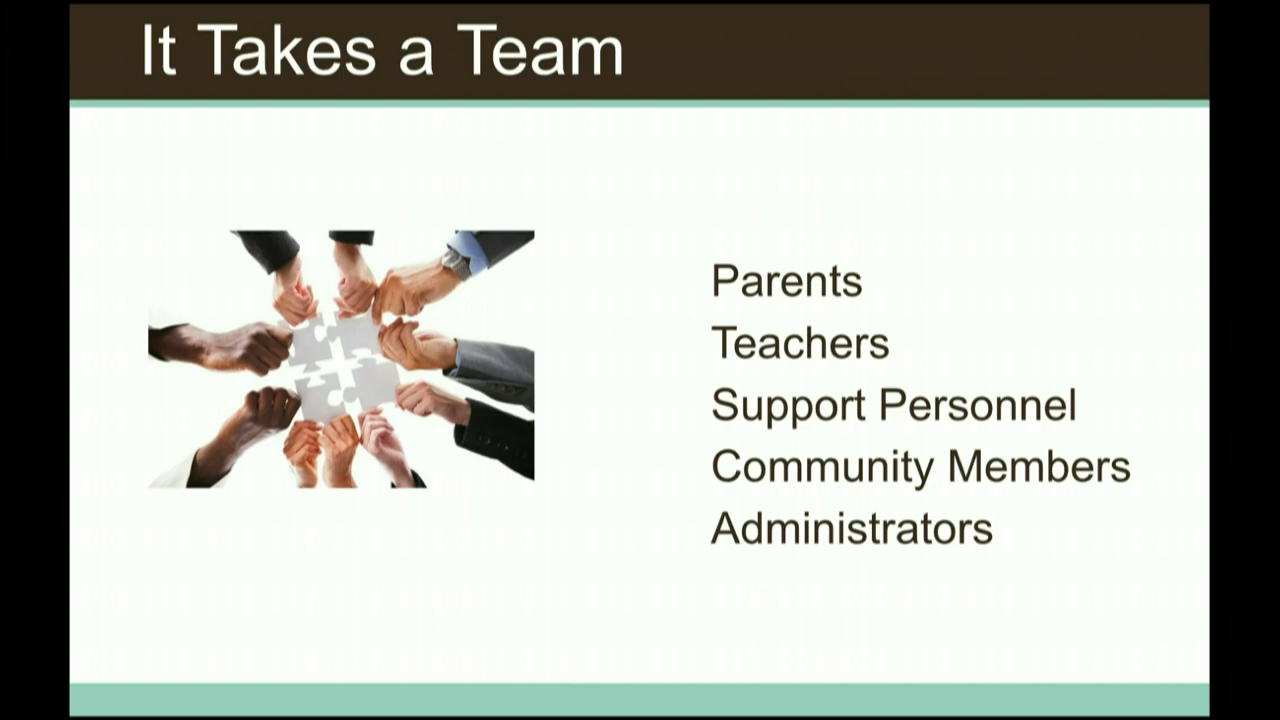 It Takes a Team
Parents
Teachers
Support Personnel
Community Members
Administrators